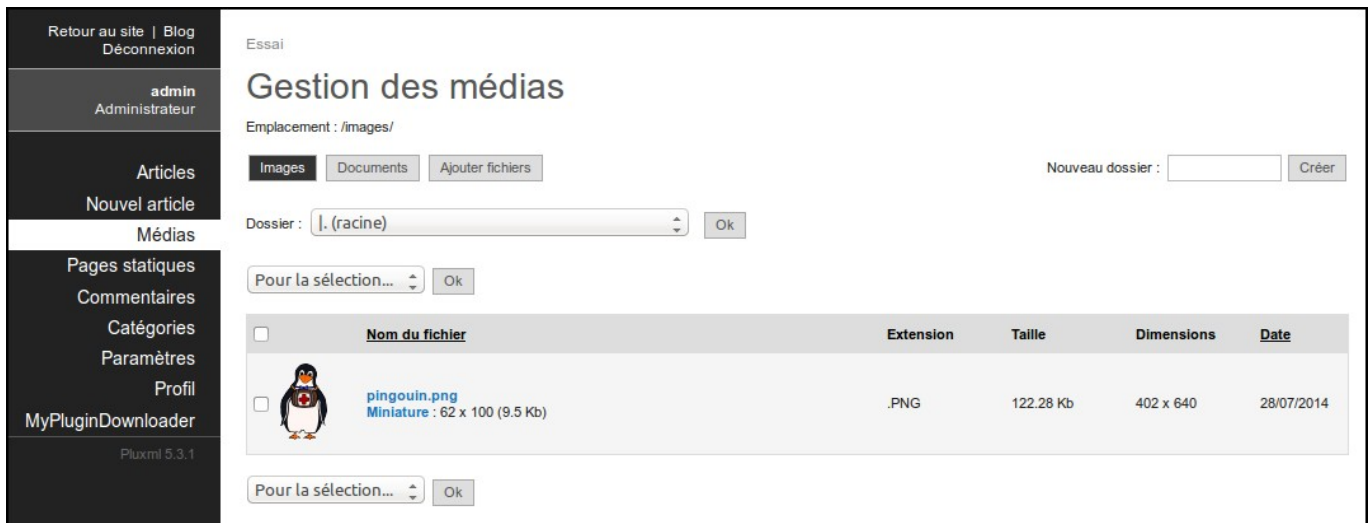 Retour au site | Blog
Déconnexion
admin
Administrateur
Articles
Nouvel article
Médias
Pages statiques
Commentaires
Catégories
Paramètres
Profil
MyPluginDownloader
Pluxml 5.3.1
Essai
Gestion des médias
Emplacement : /images/
Images Documents Ajouter fichiers Nouveau dossier : Créer
Dossier : |. (racine) Ok
Pour la sélection... Ok
Nom du fichier Extension Taille Dimensions Date
pingouin.png .PNG 122.28 Kb 402 x 640 28/07/2014
Miniature : 62 x 100 (9.5 Kb)
Pour la sélection... Ok